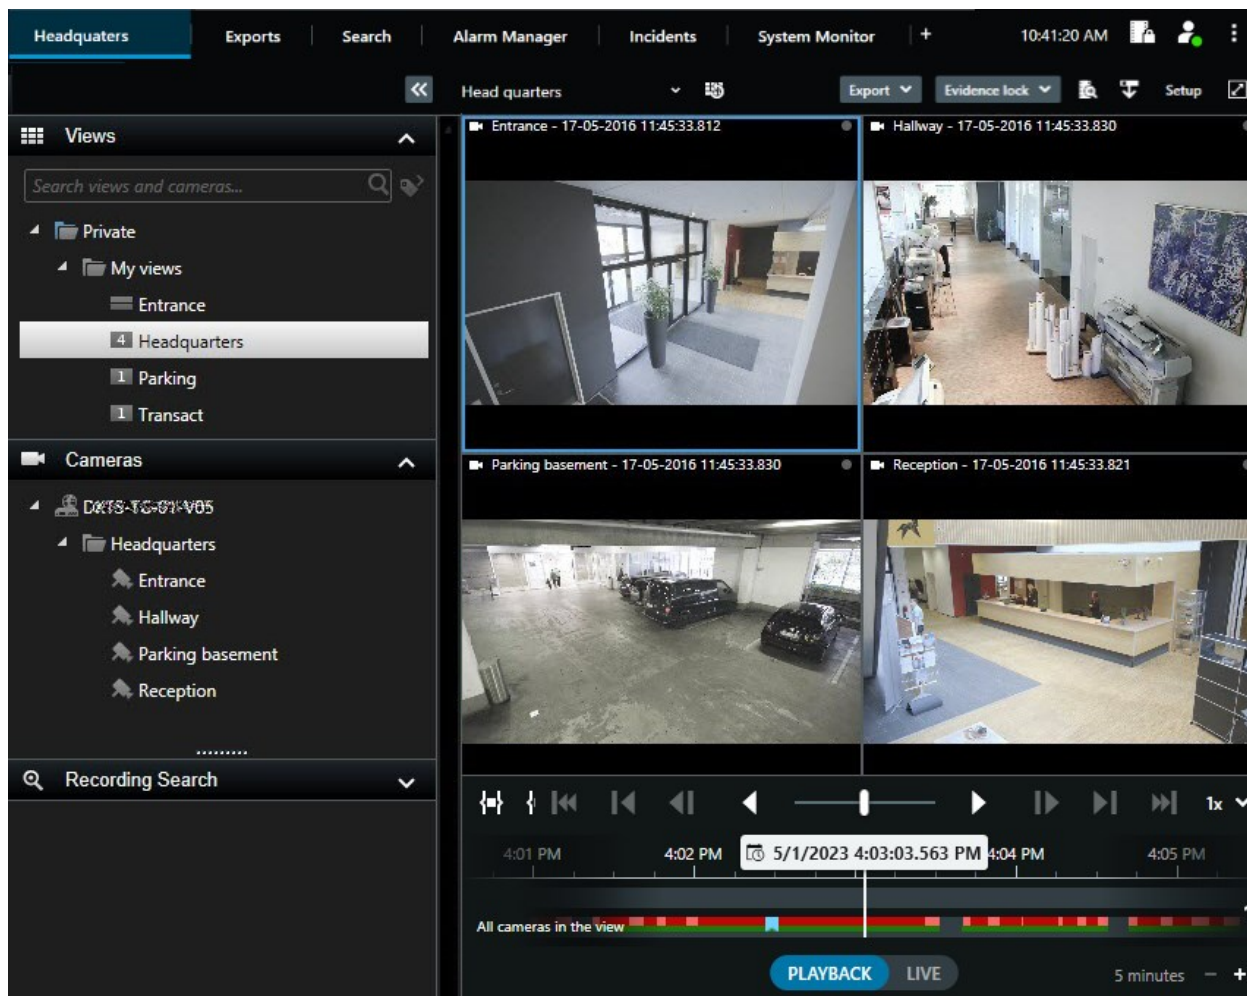 Headquaters
Exports
Search
Alarm Manager
Incidents
System Monitor
+
10:41:20 AM
Head quarters
Export
Evidence lock
Setup
Views
Search views and cameras...
Private
My views
Entrance
4 Headquarters
1 Parking
1 Transact
Cameras
Headquarters
Entrance
Hallway
Parking basement
Reception
Recording Search
Entrance - 17-05-2016 11:45:33.812
Hallway - 17-05-2016 11:45:33.830
Parking basement - 17-05-2016 11:45:33.830
Reception - 17-05-2016 11:45:33.821
1x
4:01 PM
4:02 PM
5/1/2023 4:03:03.563 PM
4:04 PM
4:05 PM
All cameras in the view
PLAYBACK
LIVE
5 minutes - +